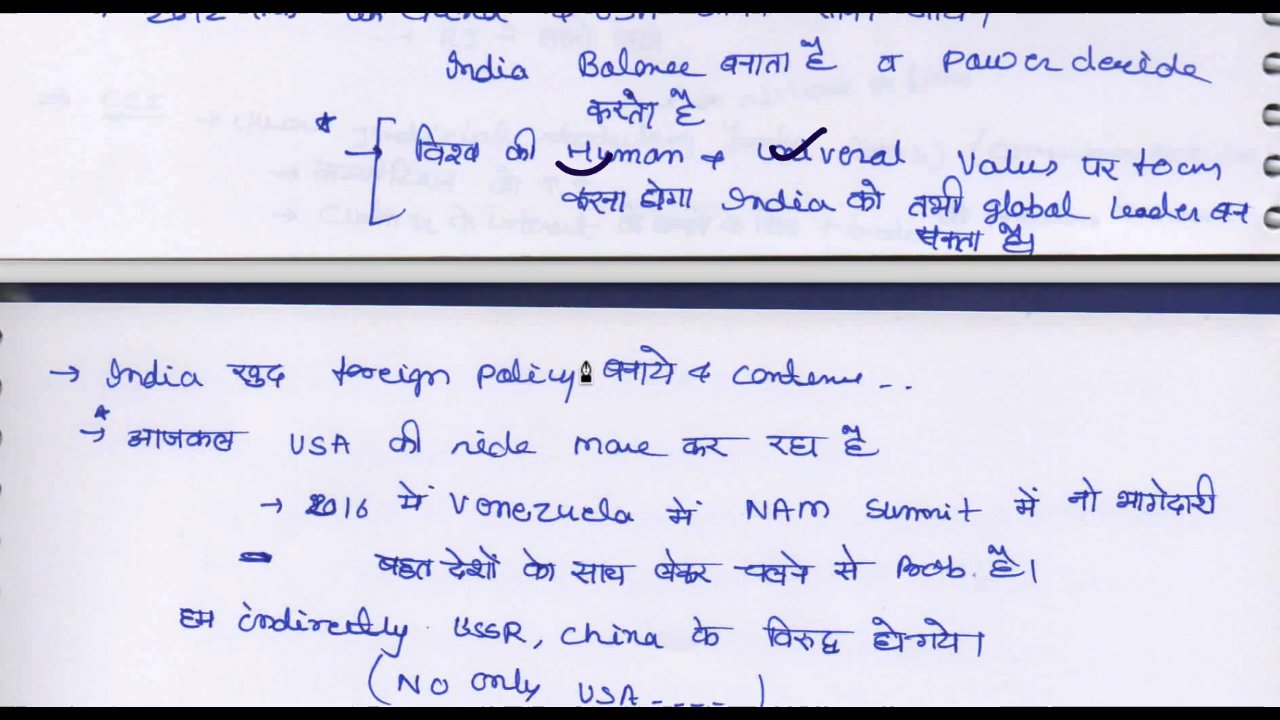 India Balance बनाता है व Power decide
करता है
* → विश्व की Human & Universal Values पर focus
करना होगा India को तभी global leader बन
सकता है।
→ India खुद foreign policy बनाये & continue ..
* → आजकल USA की side move कर रहा है
→ 2016 में Venezuela में NAM Summit में नो भागेदारी
- बहुत देशों को साथ लेकर चलने से Prob. है।
हम indirectly USSR, China के विरुद्ध हो गये।
(No only USA ----)